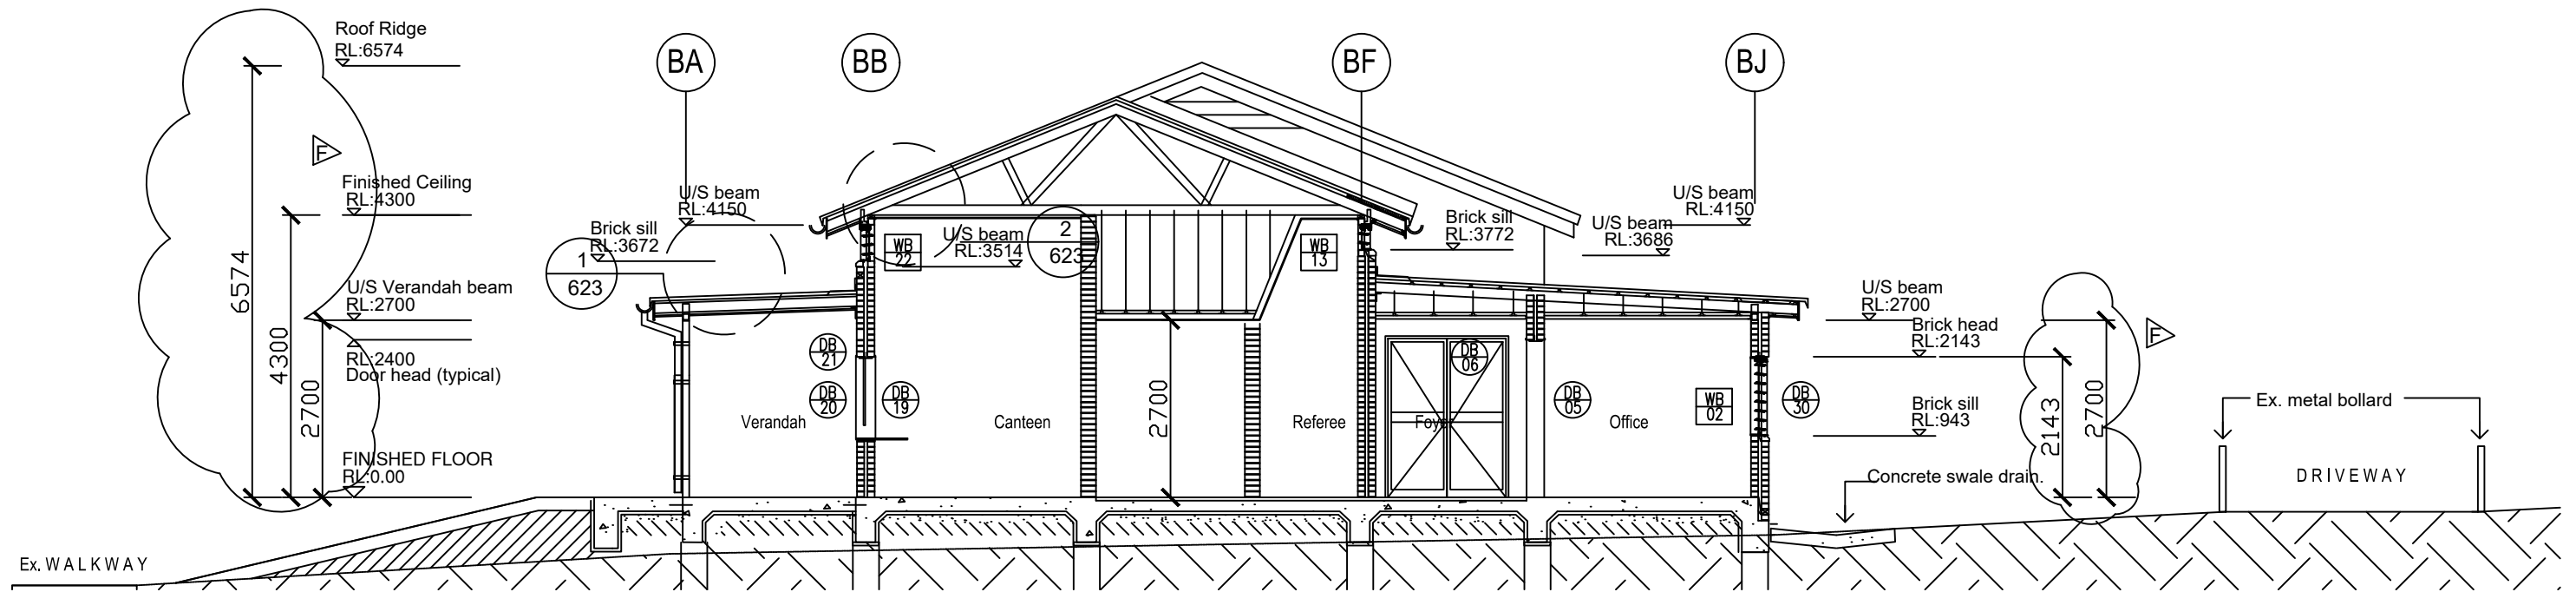 Roof Ridge
RL:6574
BA
BB
BF
BJ
F
Finished Ceiling
RL:4300
U/S beam
RL:4150
Brick sill
RL:3672
1
623
U/S beam
RL:3514
2
623
WB
22
WB
13
Brick sill
RL:3772
U/S beam
RL:3686
U/S beam
RL:4150
6574
4300
2700
U/S Verandah beam
RL:2700
RL:2400
Door head (typical)
FINISHED FLOOR
RL:0.00
DB
21
DB
20
DB
19
Verandah
Canteen
2700
Referee
Foyer
DB
06
DB
05
Office
WB
02
DB
30
U/S beam
RL:2700
Brick head
RL:2143
Brick sill
RL:943
Concrete swale drain.
2143
2700
F
Ex. metal bollard
DRIVEWAY
Ex. WALKWAY